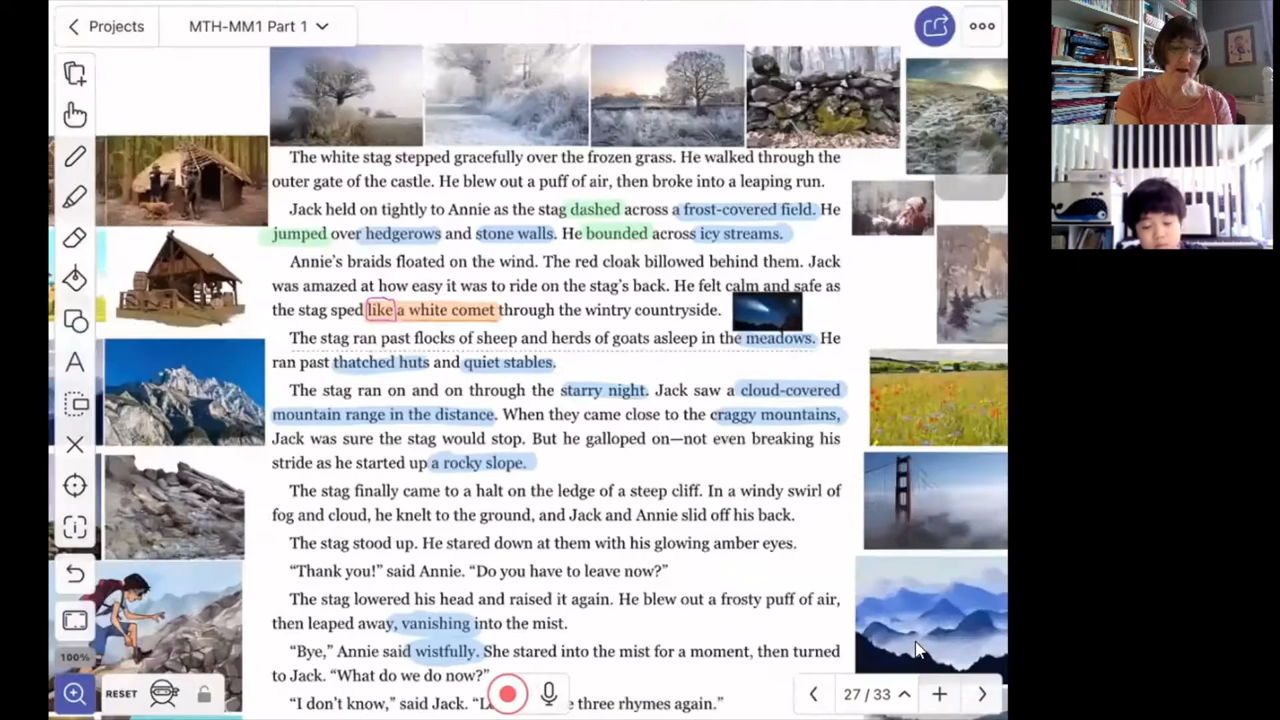 Projects
MTH-MM1 Part 1
The white stag stepped gracefully over the frozen grass. He walked through the
outer gate of the castle. He blew out a puff of air, then broke into a leaping run.
Jack held on tightly to Annie as the stag dashed across a frost-covered field. He
jumped over hedgerows and stone walls. He bounded across icy streams.
Annie's braids floated on the wind. The red cloak billowed behind them. Jack
was amazed at how easy it was to ride on the stag's back. He felt calm and safe as
the stag sped like a white comet through the wintry countryside.
The stag ran past flocks of sheep and herds of goats asleep in the meadows. He
ran past thatched huts and quiet stables.
The stag ran on and on through the starry night. Jack saw a cloud-covered
mountain range in the distance. When they came close to the craggy mountains,
Jack was sure the stag would stop. But he galloped on—not even breaking his
stride as he started up a rocky slope.
The stag finally came to a halt on the ledge of a steep cliff. In a windy swirl of
fog and cloud, he knelt to the ground, and Jack and Annie slid off his back.
The stag stood up. He stared down at them with his glowing amber eyes.
“Thank you!” said Annie. “Do you have to leave now?”
The stag lowered his head and raised it again. He blew out a frosty puff of air,
then leaped away, vanishing into the mist.
“Bye,” Annie said wistfully. She stared into the mist for a moment, then turned
to Jack. “What do we do now?”
“I don't know,” said Jack. three rhymes again.”
A
100%
RESET
27 / 33